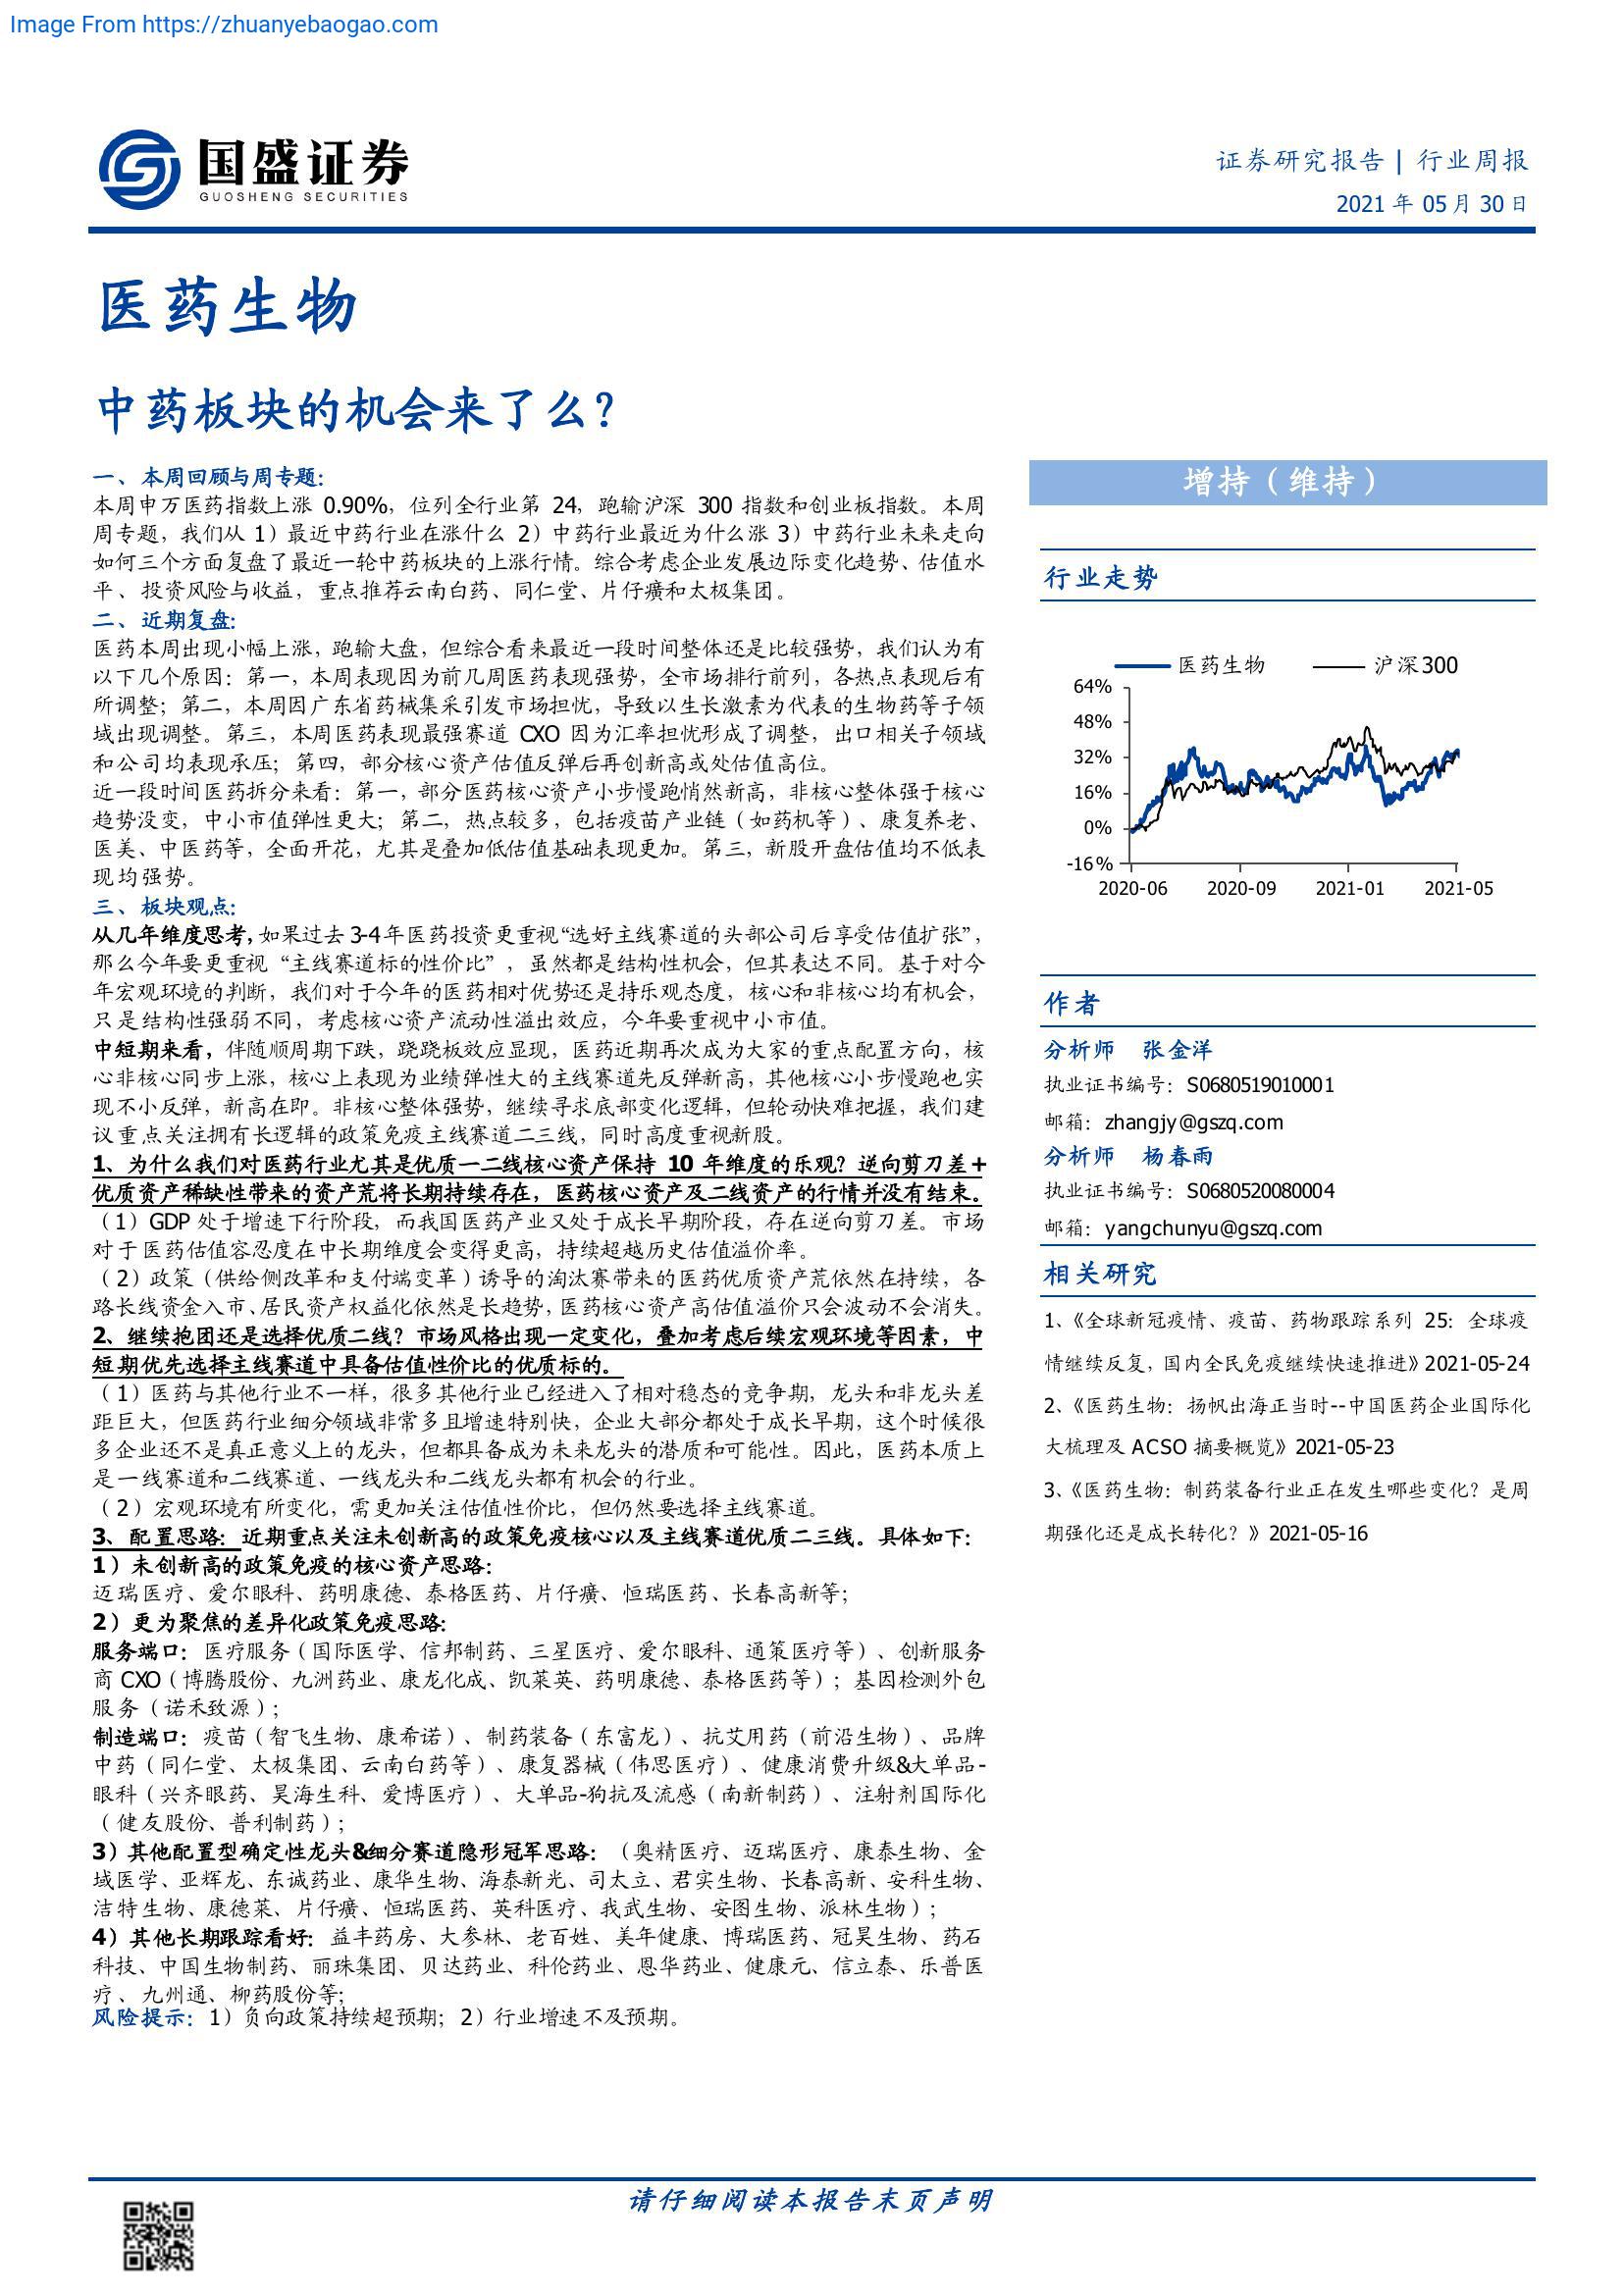 Image From https://zhuanyebaogao.com
国盛证券
GUOSHENG SECURITIES
证券研究报告 | 行业周报
2021 年 05 月 30 日
医药生物
中药板块的机会来了么？
一、本周回顾与周专题：
本周申万医药指数上涨 0.90%，位列全行业第 24，跑输沪深 300 指数和创业板指数。本周
周专题，我们从 1）最近中药行业在涨什么 2）中药行业最近为什么涨 3）中药行业未来走向
如何三个方面复盘了最近一轮中药板块的上涨行情。综合考虑企业发展边际变化趋势、估值水
平、投资风险与收益，重点推荐云南白药、同仁堂、片仔癀和太极集团。
二、近期复盘：
医药本周出现小幅上涨，跑输大盘，但综合看来最近一段时间整体还是比较强势，我们认为有
以下几个原因：第一，本周表现因为前几周医药表现强势，全市场排行前列，各热点表现后有
所调整；第二，本周因广东省药械集采引发市场担忧，导致以生长激素为代表的生物药等子领
域出现调整。第三，本周医药表现最强赛道 CXO 因为汇率担忧形成了调整，出口相关子领域
和公司均表现承压；第四，部分核心资产估值反弹后再创新高或处估值高位。
近一段时间医药拆分来看：第一，部分医药核心资产小步慢跑悄然新高，非核心整体强于核心
趋势没变，中小市值弹性更大；第二，热点较多，包括疫苗产业链（如药机等）、康复养老、
医美、中医药等，全面开花，尤其是叠加低估值基础表现更加。第三，新股开盘估值均不低表
现均强势。
三、板块观点：
从几年维度思考，如果过去 3-4 年医药投资更重视“选好主线赛道的头部公司后享受估值扩张”，
那么今年要更重视“主线赛道标的性价比”，虽然都是结构性机会，但其表达不同。基于对今
年宏观环境的判断，我们对于今年的医药相对优势还是持乐观态度，核心和非核心均有机会，
只是结构性强弱不同，考虑核心资产流动性溢出效应，今年要重视中小市值。
中短期来看，伴随顺周期下跌，跷跷板效应显现，医药近期再次成为大家的重点配置方向，核
心非核心同步上涨，核心上表现为业绩弹性大的主线赛道先反弹新高，其他核心小步慢跑也实
现不小反弹，新高在即。非核心整体强势，继续寻求底部变化逻辑，但轮动快难把握，我们建
议重点关注拥有长逻辑的政策免疫主线赛道二三线，同时高度重视新股。
1、为什么我们对医药行业尤其是优质一二线核心资产保持 10 年维度的乐观？逆向剪刀差+
优质资产稀缺性带来的资产荒将长期持续存在，医药核心资产及二线资产的行情并没有结束。
（1）GDP 处于增速下行阶段，而我国医药产业又处于成长早期阶段，存在逆向剪刀差。市场
对于医药估值容忍度在中长期维度会变得更高，持续超越历史估值溢价率。
（2）政策（供给侧改革和支付端变革）诱导的淘汰赛带来的医药优质资产荒依然在持续，各
路长线资金入市、居民资产权益化依然是长趋势，医药核心资产高估值溢价只会波动不会消失。
2、继续抱团还是选择优质二线？市场风格出现一定变化，叠加考虑后续宏观环境等因素，中
短期优先选择主线赛道中具备估值性价比的优质标的。
（1）医药与其他行业不一样，很多其他行业已经进入了相对稳态的竞争期，龙头和非龙头差
距巨大，但医药行业细分领域非常多且增速特别快，企业大部分都处于成长早期，这个时候很
多企业还不是真正意义上的龙头，但都具备成为未来龙头的潜质和可能性。因此，医药本质上
是一线赛道和二线赛道、一线龙头和二线龙头都有机会的行业。
（2）宏观环境有所变化，需更加关注估值性价比，但仍然要选择主线赛道。
3、配置思路：近期重点关注未创新高的政策免疫核心以及主线赛道优质二三线。具体如下：
1）未创新高的政策免疫的核心资产思路：
迈瑞医疗、爱尔眼科、药明康德、泰格医药、片仔癀、恒瑞医药、长春高新等；
2）更为聚焦的差异化政策免疫思路：
服务端口：医疗服务（国际医学、信邦制药、三星医疗、爱尔眼科、通策医疗等）、创新服务
商 CXO（博腾股份、九洲药业、康龙化成、凯莱英、药明康德、泰格医药等）；基因检测外包
服务（诺禾致源）；
制造端口：疫苗（智飞生物、康希诺）、制药装备（东富龙）、抗艾用药（前沿生物）、品牌
中药（同仁堂、太极集团、云南白药等）、康复器械（伟思医疗）、健康消费升级&大单品-
眼科（兴齐眼药、昊海生科、爱博医疗）、大单品-狗抗及流感（南新制药）、注射剂国际化
（健友股份、普利制药）；
3）其他配置型确定性龙头&细分赛道隐形冠军思路：（奥精医疗、迈瑞医疗、康泰生物、金
域医学、亚辉龙、东诚药业、康华生物、海泰新光、司太立、君实生物、长春高新、安科生物、
洁特生物、康德莱、片仔癀、恒瑞医药、英科医疗、我武生物、安图生物、派林生物）；
4）其他长期跟踪看好：益丰药房、大参林、老百姓、美年健康、博瑞医药、冠昊生物、药石
科技、中国生物制药、丽珠集团、贝达药业、科伦药业、恩华药业、健康元、信立泰、乐普医
疗、九州通、柳药股份等；
风险提示：1）负向政策持续超预期；2）行业增速不及预期。
增持（维持）
行业走势
医药生物 沪深300
64%
48%
32%
16%
0%
-16%
2020-06 2020-09 2021-01 2021-05
作者
分析师 张金洋
执业证书编号：S0680519010001
邮箱：zhangjy@gszq.com
分析师 杨春雨
执业证书编号：S0680520080004
邮箱：yangchunyu@gszq.com
相关研究
1、《全球新冠疫情、疫苗、药物跟踪系列 25：全球疫
情继续反复，国内全民免疫继续快速推进》2021-05-24
2、《医药生物：扬帆出海正当时--中国医药企业国际化
大梳理及 ACSO 摘要概览》2021-05-23
3、《医药生物：制药装备行业正在发生哪些变化？是周
期强化还是成长转化？》2021-05-16
请仔细阅读本报告末页声明